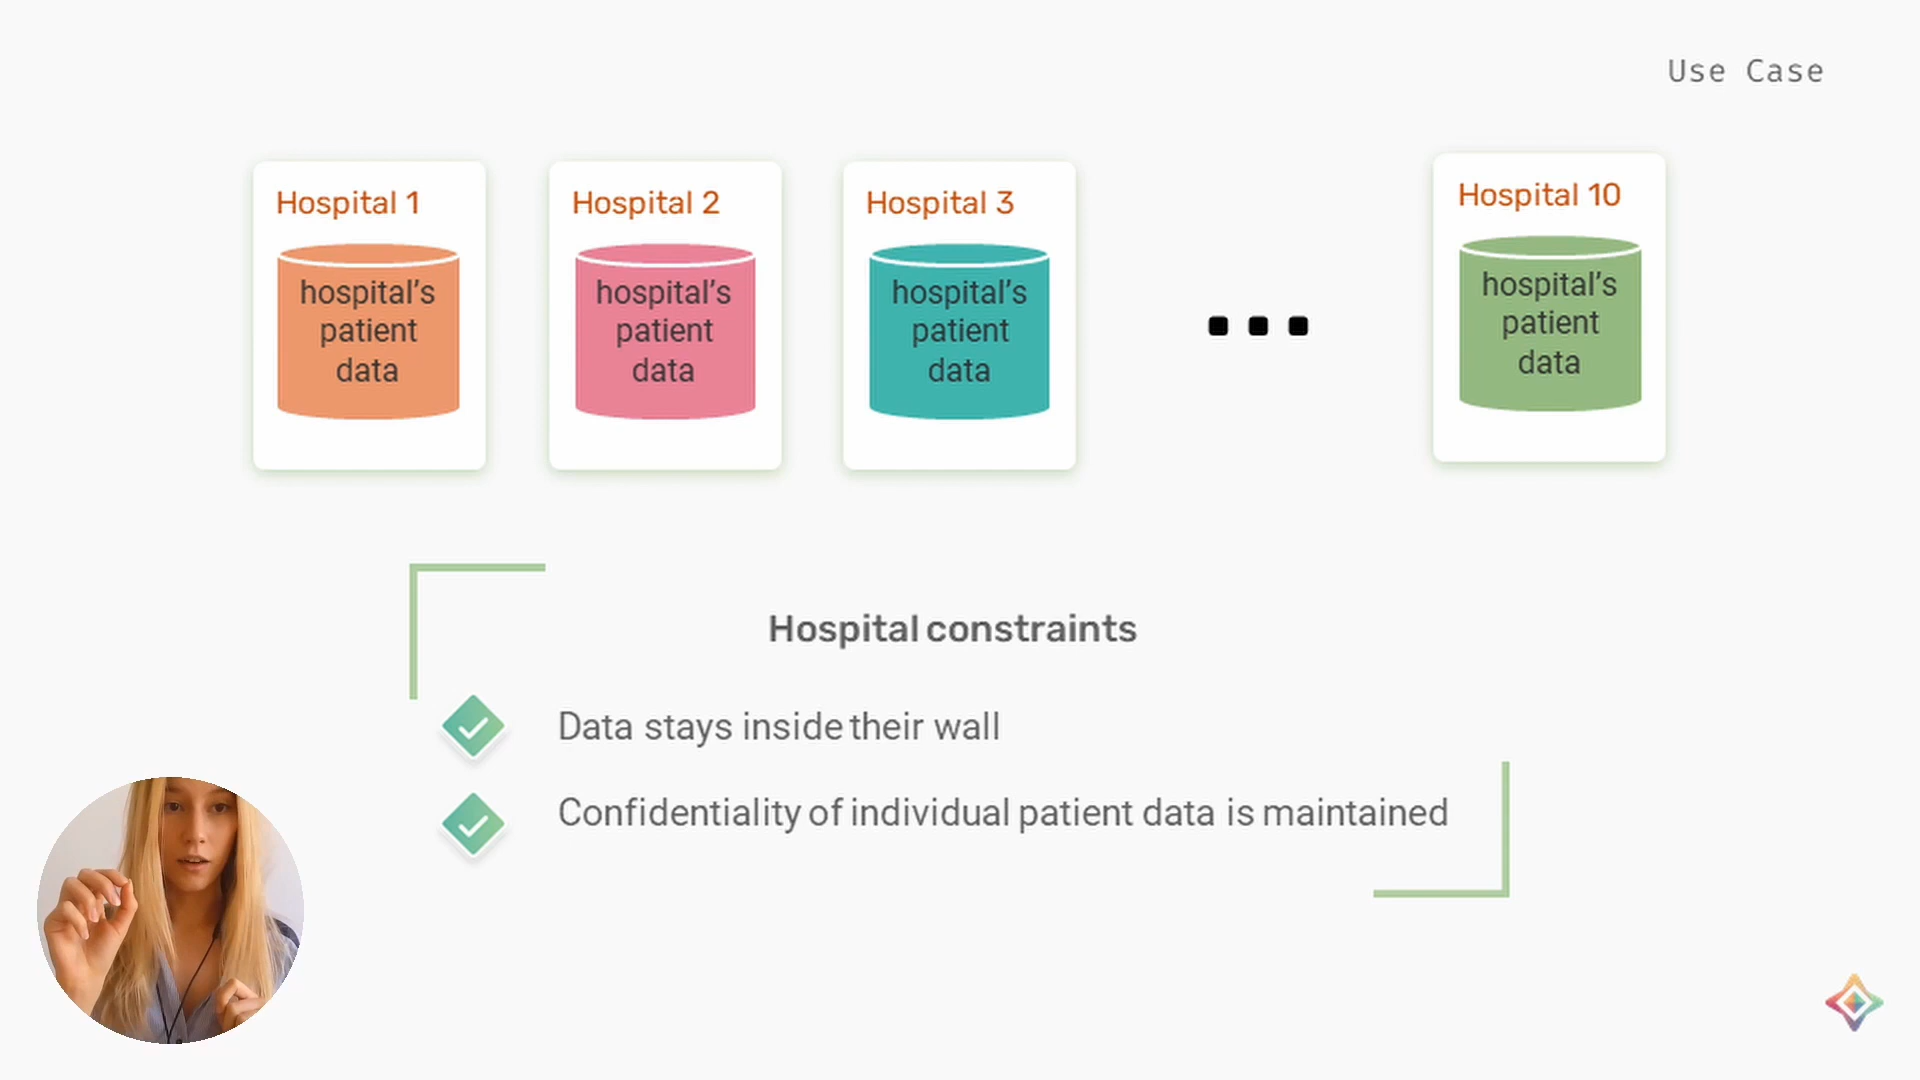 Use Case
Hospital 1
hospital’s
patient
data
Hospital 2
hospital’s
patient
data
Hospital 3
hospital’s
patient
data
Hospital 10
hospital’s
patient
data
Hospital constraints
Data stays inside their wall
Confidentiality of individual patient data is maintained